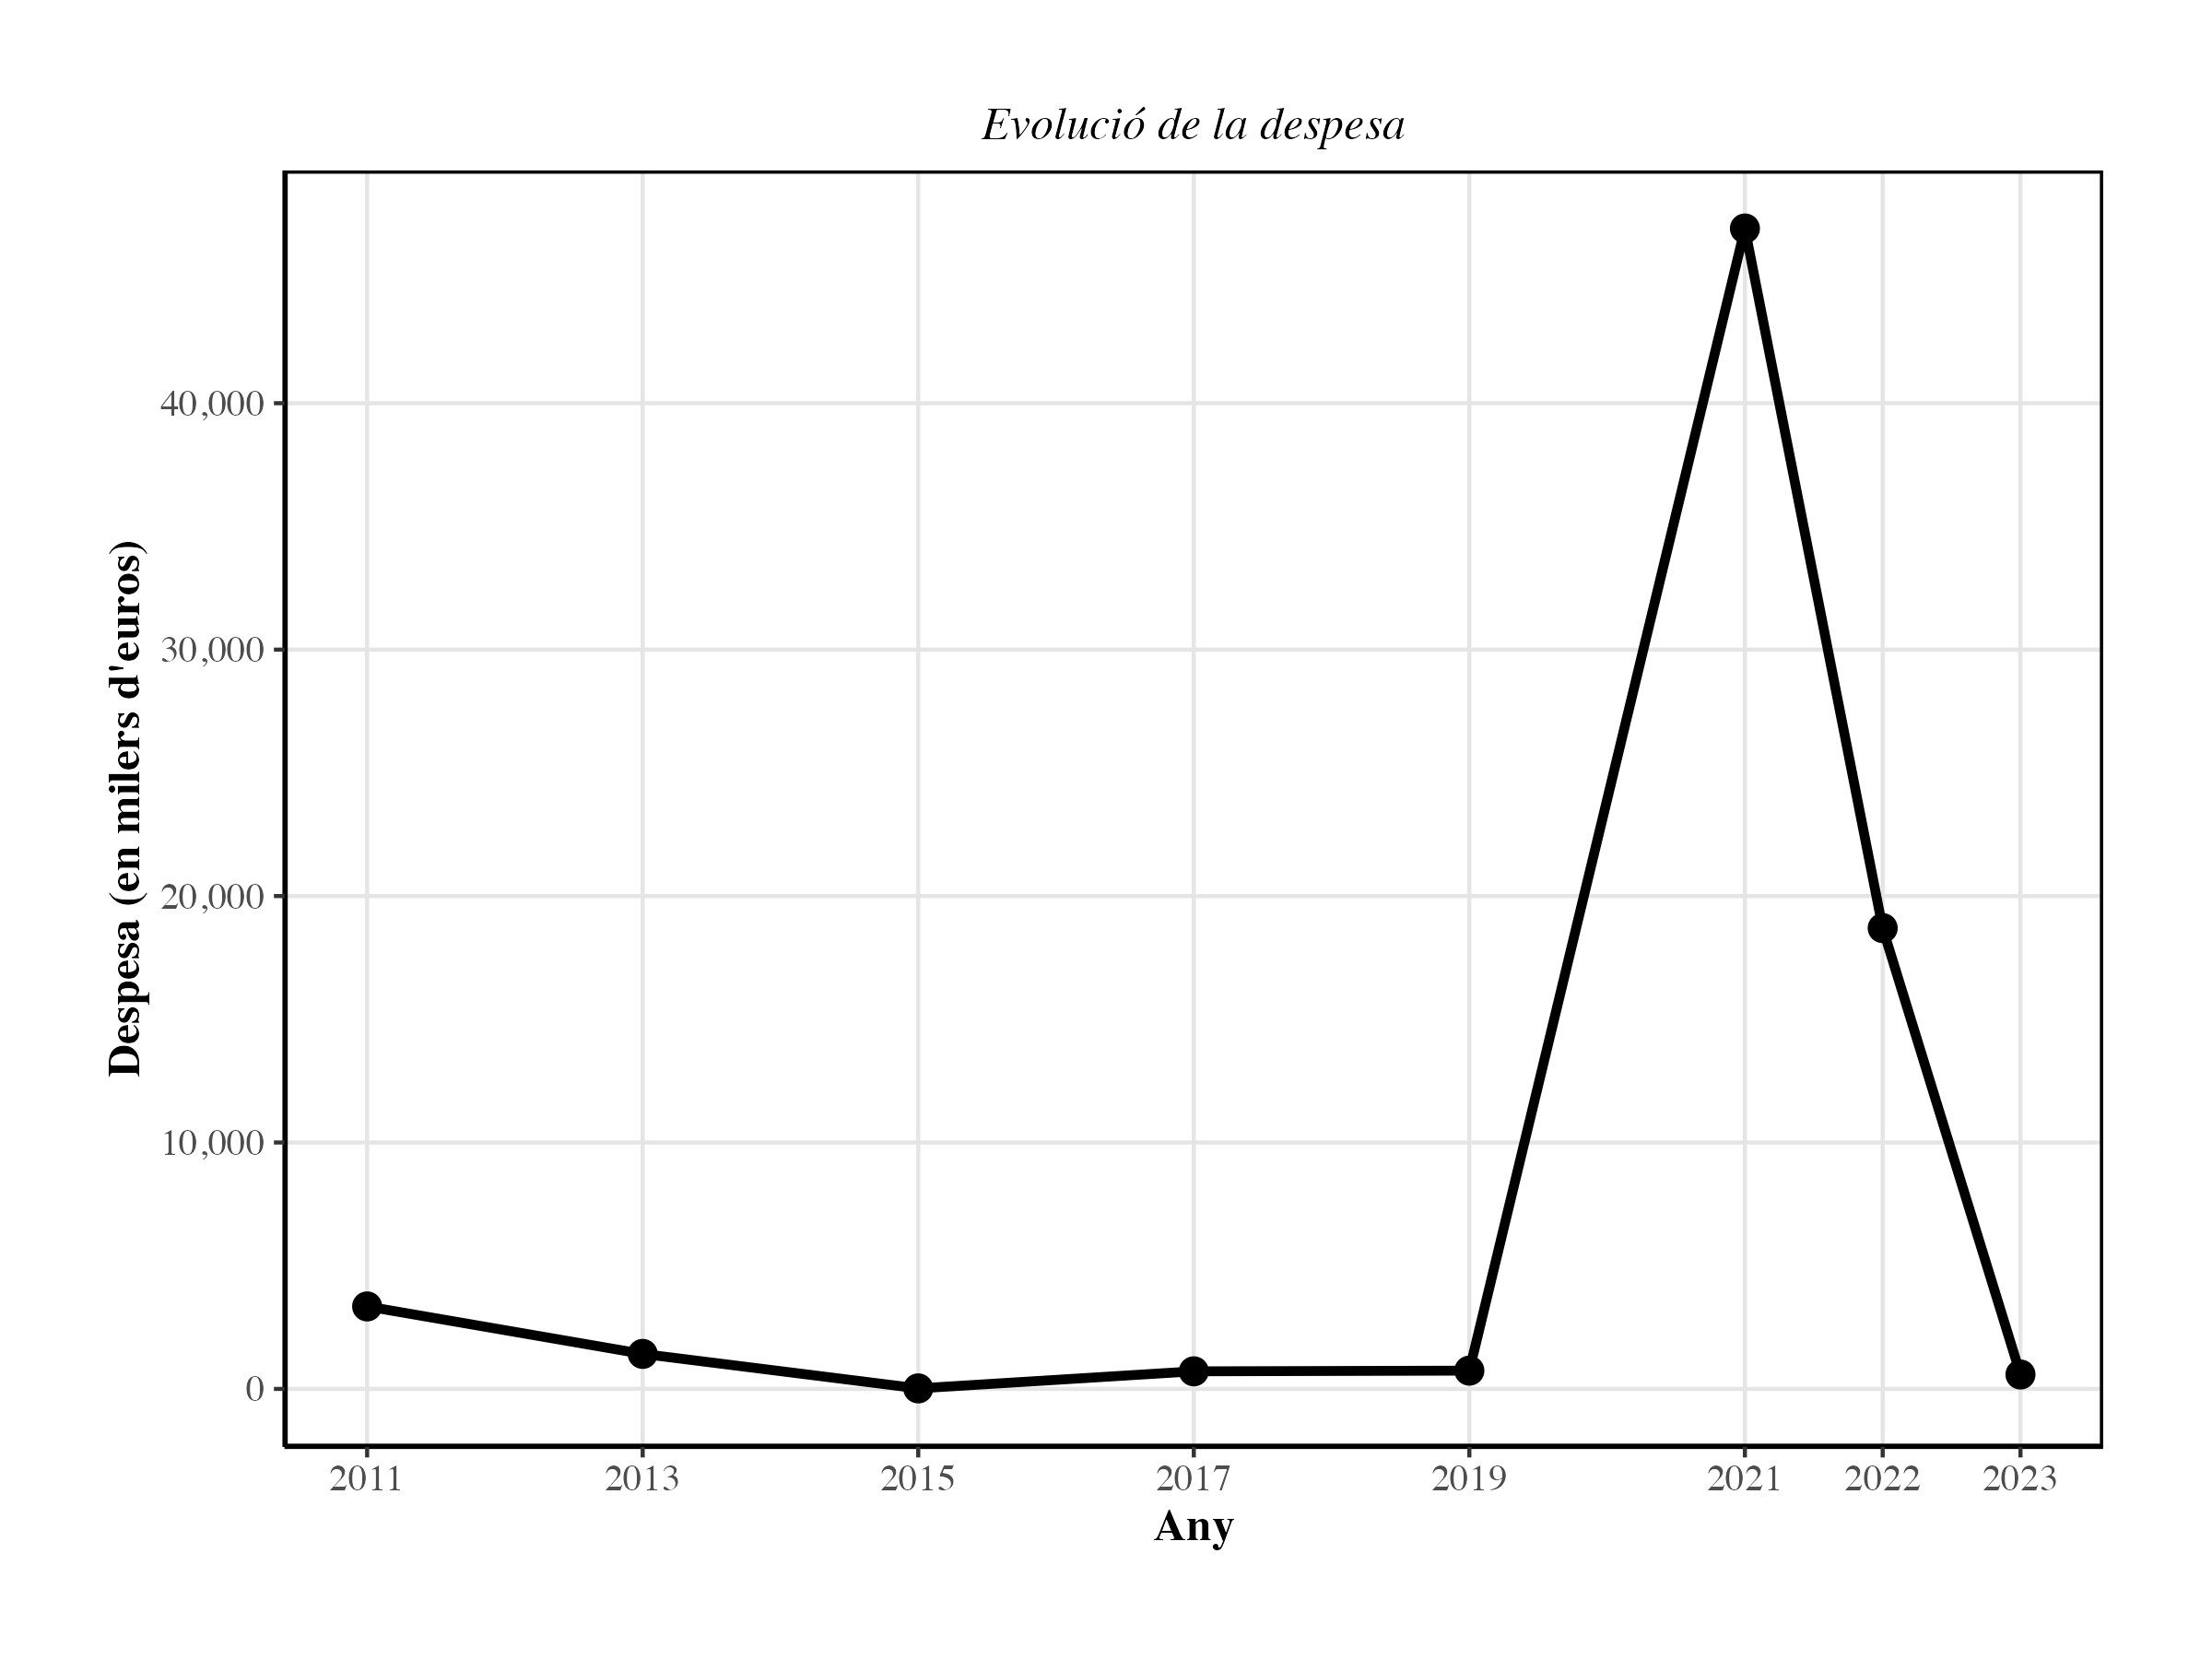 Evolució de la despesa
Despesa (en milers d'euros)
40,000
30,000
20,000
10,000
0
2011 2013 2015 2017 2019 2021 2022 2023
Any